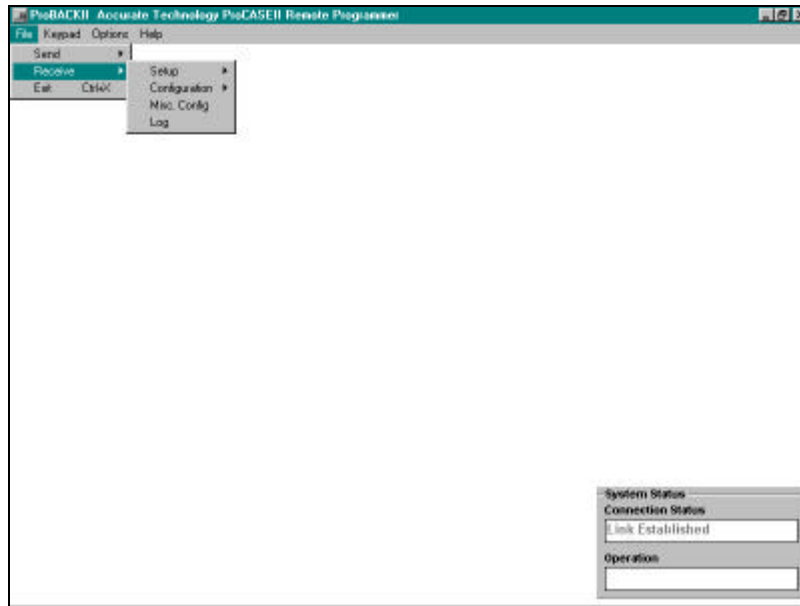 ProBACKII Accurate Technology ProCASEII Remote Programmer
File Keypad Options Help
Send
Receive
Exit Ctrl+X
Setup
Configuration
Misc. Config
Log
System Status
Connection Status
Link Established
Operation